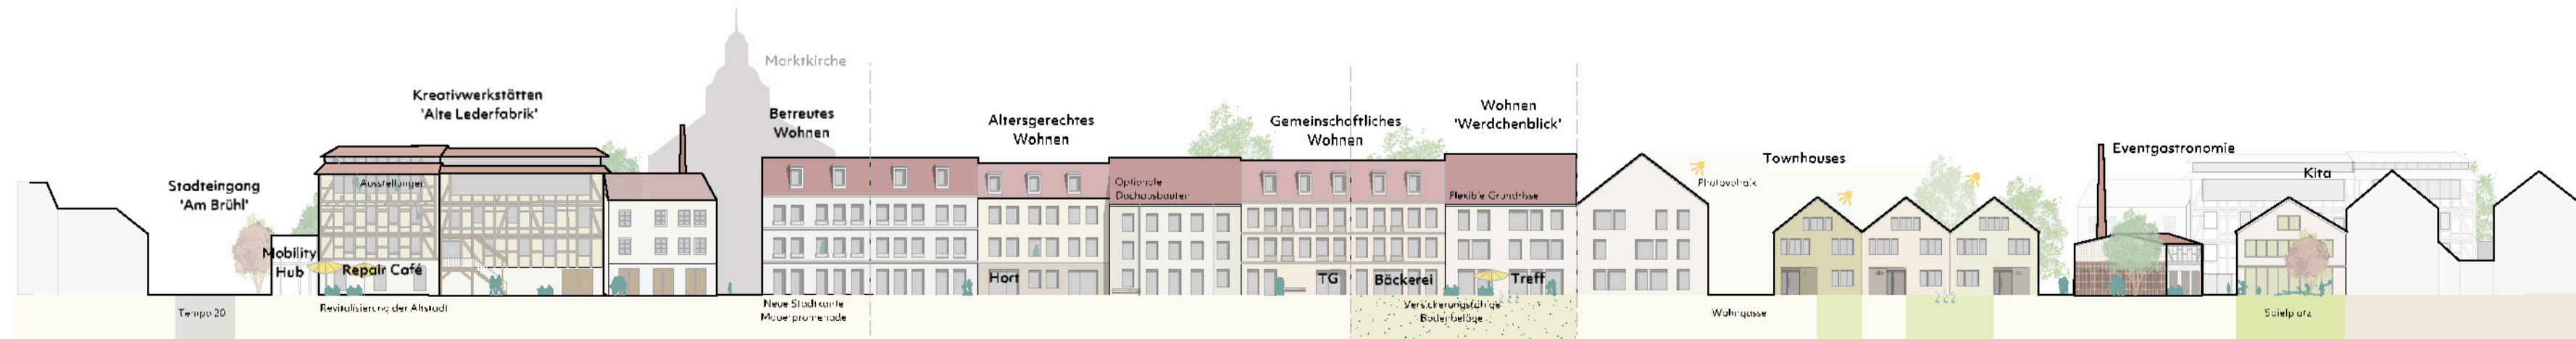 Stadteingang
'Am Brühl'
Mobility
Hub
Tempo 20
Kreativwerkstätten
'Alte Lederfabrik'
Ausstellungen
Repair Café
Revitalisierung der Altstadt
Marktkirche
Betreutes
Wohnen
Neue Stadtkante
Mauerpromenade
Altersgerechtes
Wohnen
Hort
Optionale
Dachausbauten
Gemeinschaftliches
Wohnen
TG
Bäckerei
Wohnen
'Werdchenblick'
Flexible Grundrisse
Treff
Versickerungsfähige
Bodenbeläge
Photovoltaik
Townhouses
Wohngasse
Eventgastronomie
Kita
Spielplatz